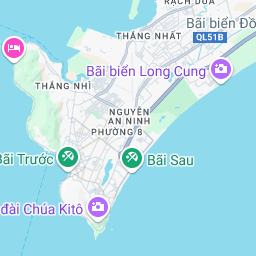 RẠCH DỪA
THẮNG NHẤT
Bãi biển Đồ
QL51B
Bãi biển Long Cung
THẮNG NHÌ
NGUYỄN
AN NINH
PHƯỜNG 8
Bãi Trước
Bãi Sau
đài Chúa Kitô